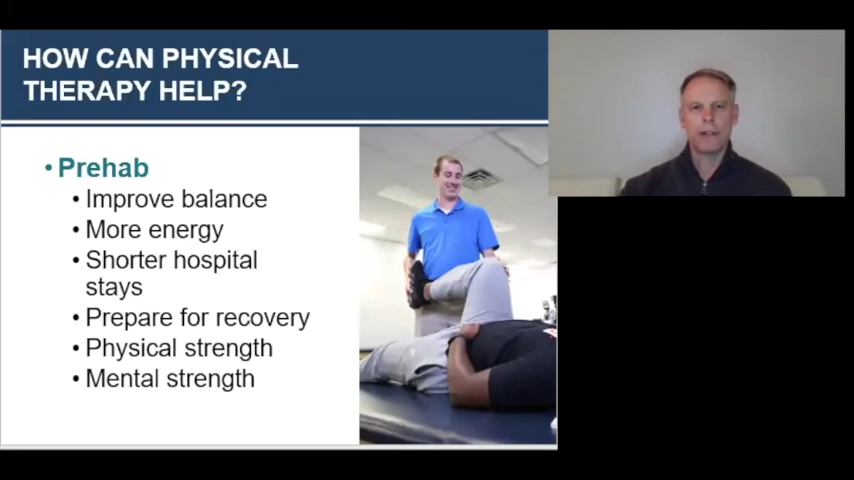 HOW CAN PHYSICAL
THERAPY HELP?
• Prehab
• Improve balance
• More energy
• Shorter hospital
stays
• Prepare for recovery
• Physical strength
• Mental strength